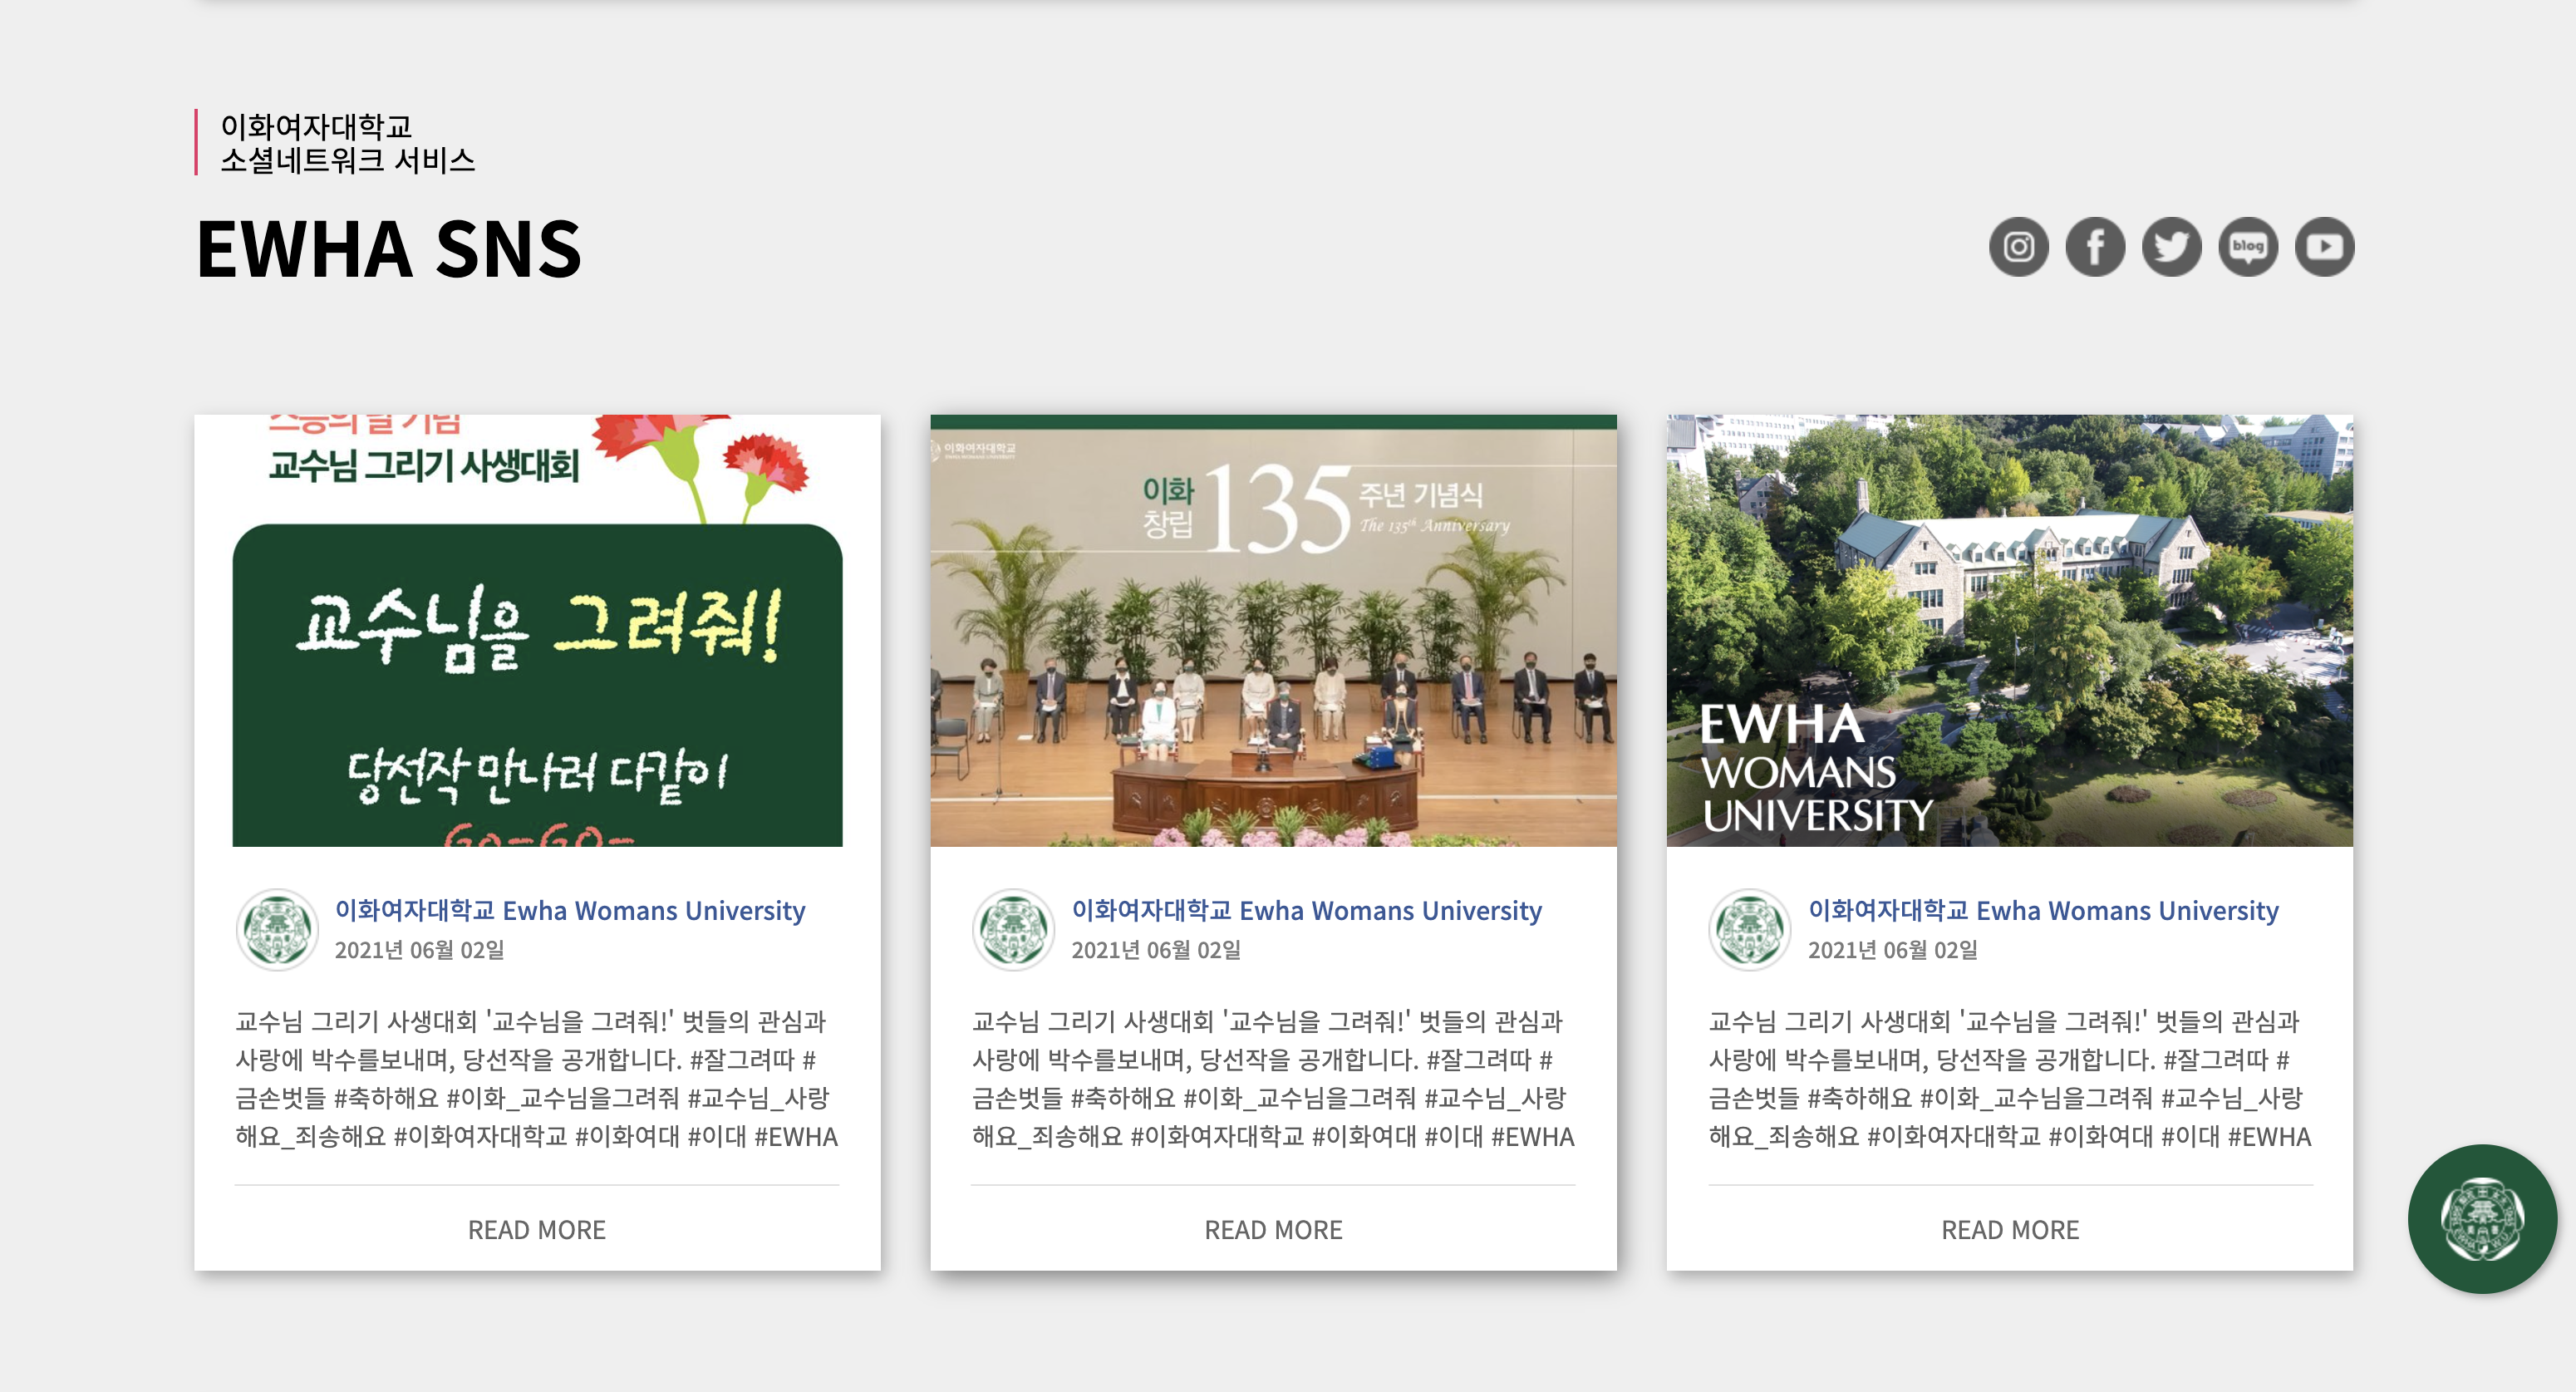 이화여자대학교
소셜네트워크 서비스
EWHA SNS
blog
스승의 날 기념
교수님 그리기 사생대회
교수님을 그려줘!
당선작 만나러 다같이
GO-GO-
이화여자대학교 Ewha Womans University
2021년 06월 02일
교수님 그리기 사생대회 '교수님을 그려줘!' 벗들의 관심과
사랑에 박수를보내며, 당선작을 공개합니다. #잘그려따 #
금손벗들 #축하해요 #이화_교수님을그려줘 #교수님_사랑
해요_죄송해요 #이화여자대학교 #이화여대 #이대 #EWHA
READ MORE
이화여자대학교
EWHA WOMANS UNIVERSITY
이화
창립
135
주년 기념식
The 135th Anniversary
이화여자대학교 Ewha Womans University
2021년 06월 02일
교수님 그리기 사생대회 '교수님을 그려줘!' 벗들의 관심과
사랑에 박수를보내며, 당선작을 공개합니다. #잘그려따 #
금손벗들 #축하해요 #이화_교수님을그려줘 #교수님_사랑
해요_죄송해요 #이화여자대학교 #이화여대 #이대 #EWHA
READ MORE
EWHA
WOMANS
UNIVERSITY
이화여자대학교 Ewha Womans University
2021년 06월 02일
교수님 그리기 사생대회 '교수님을 그려줘!' 벗들의 관심과
사랑에 박수를보내며, 당선작을 공개합니다. #잘그려따 #
금손벗들 #축하해요 #이화_교수님을그려줘 #교수님_사랑
해요_죄송해요 #이화여자대학교 #이화여대 #이대 #EWHA
READ MORE